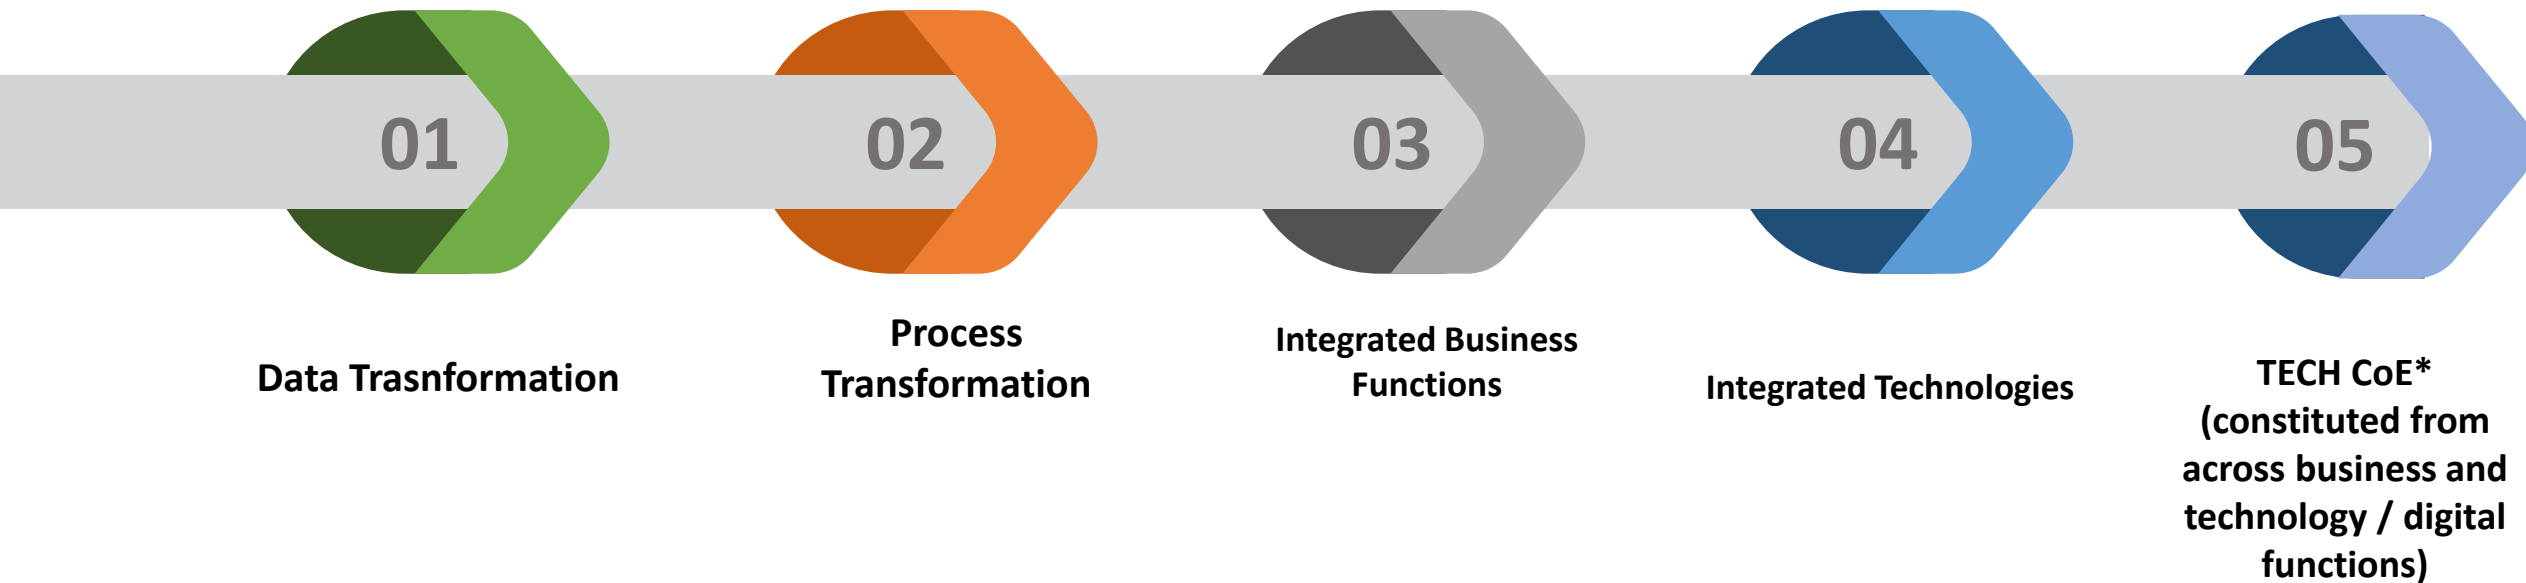 01
02
03
04
05
Data Trasnformation
Process
Transformation
Integrated Business
Functions
Integrated Technologies
TECH CoE*
(constituted from
across business and
technology / digital
functions)